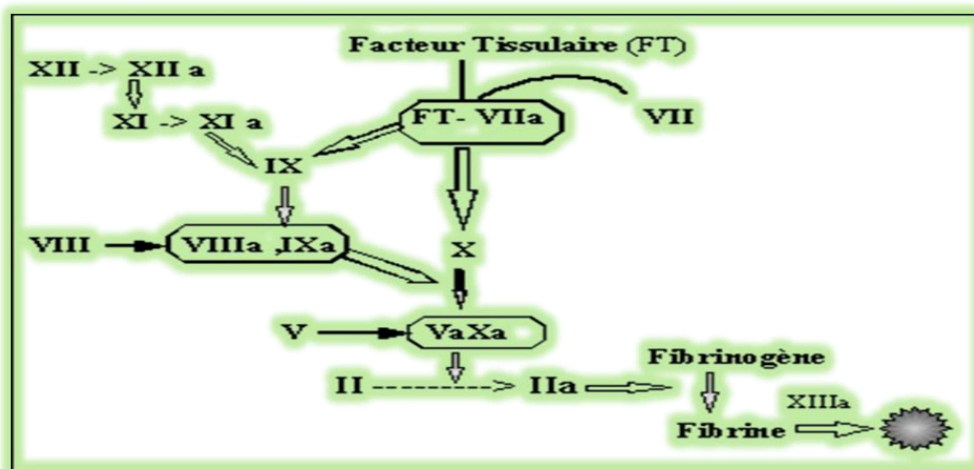 Facteur Tissulaire (FT)
XII -> XII a
XI -> XI a
FT- VIIa
VII
IX
VIII
VIIIa ,IXa
X
V
VaXa
II ----------> IIa
Fibrinogène
XIIIa
Fibrine